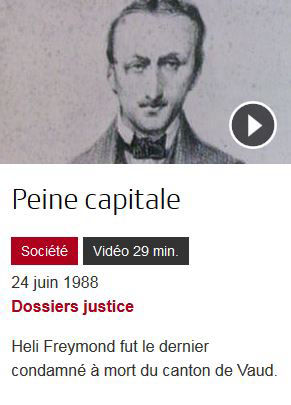 Peine capitale
Société Vidéo 29 min.
24 juin 1988
Dossiers justice
Heli Freymond fut le dernier
condamné à mort du canton de Vaud.